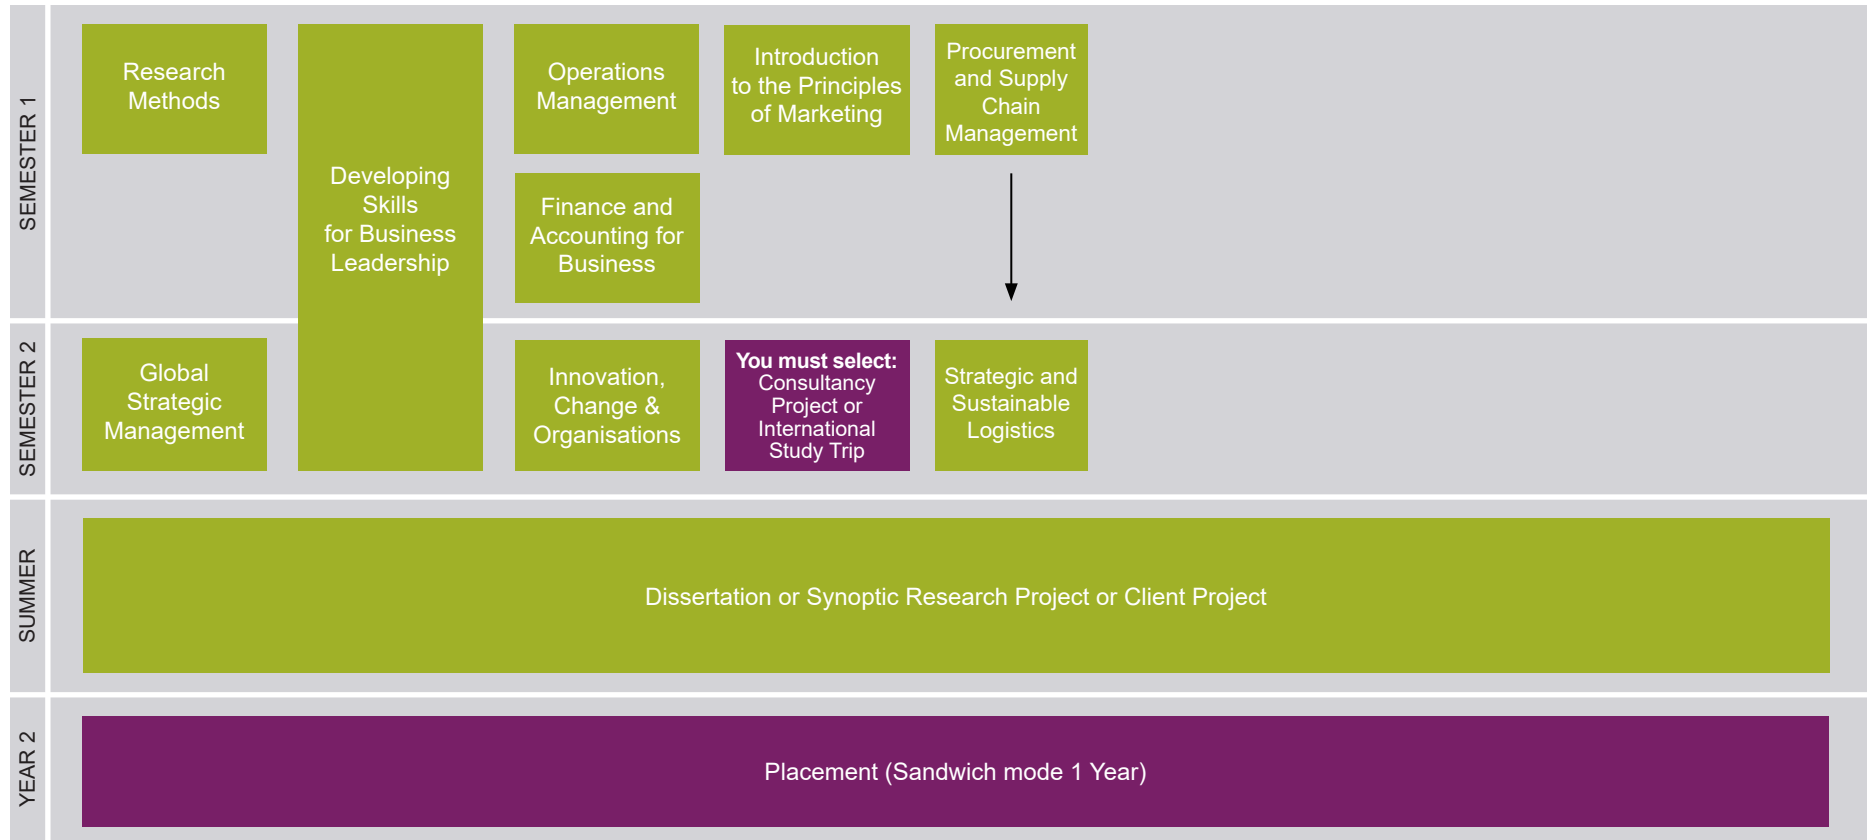 SEMESTER 1
Research
Methods
Developing
Skills
for Business
Leadership
Operations
Management
Introduction
to the Principles
of Marketing
Procurement
and Supply
Chain
Management
Finance and
Accounting for
Business
SEMESTER 2
Global
Strategic
Management
Innovation,
Change &
Organisations
You must select:
Consultancy
Project or
International
Study Trip
Strategic and
Sustainable
Logistics
SUMMER
Dissertation or Synoptic Research Project or Client Project
YEAR 2
Placement (Sandwich mode 1 Year)